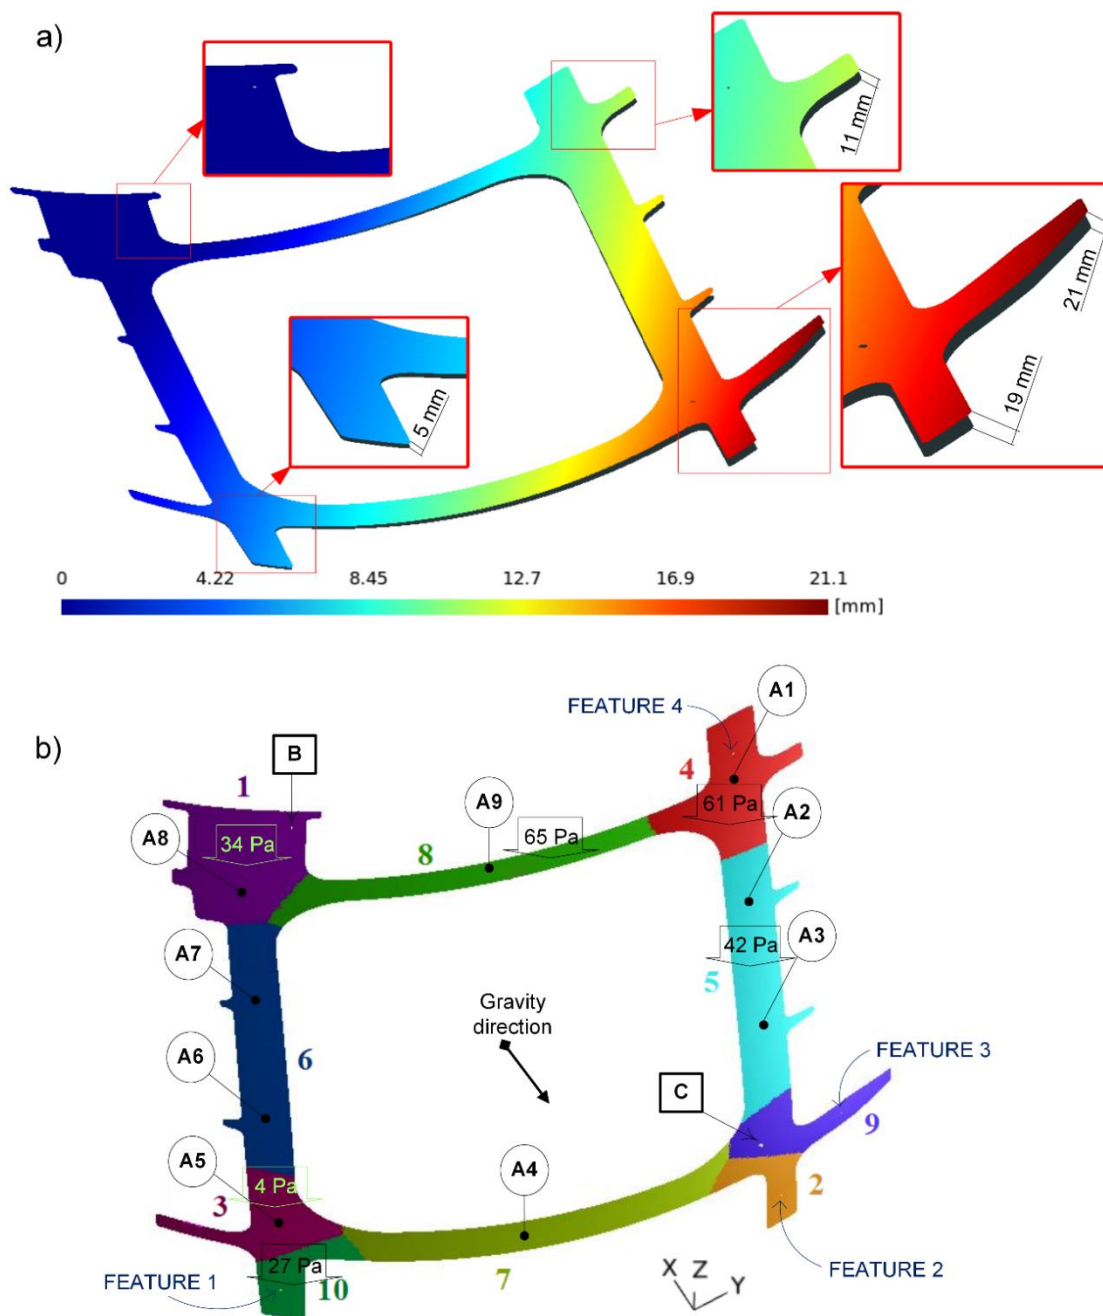 a)
11 mm
21 mm
19 mm
5 mm
0 4.22 8.45 12.7 16.9 21.1
[mm]
b)
FEATURE 4
A1
B
1
4
A9
61 Pa
A2
A8
34 Pa
65 Pa
8
A3
A7
42 Pa
5
Gravity
direction
A6
6
FEATURE 3
C
9
A5
4 Pa
A4
3
2
27 Pa
FEATURE 1
10
7
X Z Y
FEATURE 2